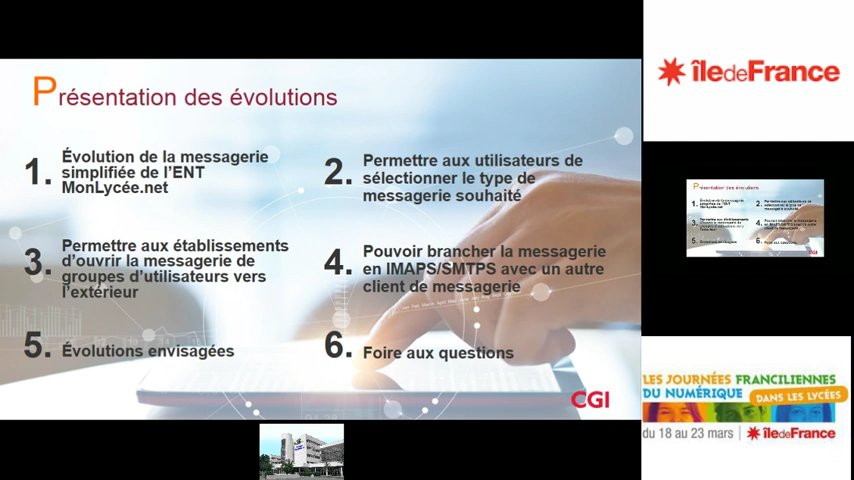 Présentation des évolutions
1.
Évolution de la messagerie
simplifiée de l'ENT
MonLycée.net
2.
Permettre aux utilisateurs de
sélectionner le type de
messagerie souhaité
3.
Permettre aux établissements
d'ouvrir la messagerie de
groupes d'utilisateurs vers
l'extérieur
4.
Pouvoir brancher la messagerie
en IMAPS/SMTPS avec un autre
client de messagerie
5.
Évolutions envisagées
6.
Foire aux questions
CGI
îledeFrance
Présentation des évolutions
LES JOURNÉES FRANCILIENNES
DU NUMÉRIQUE DANS LES LYCÉES
du 18 au 23 mars | îledeFrance